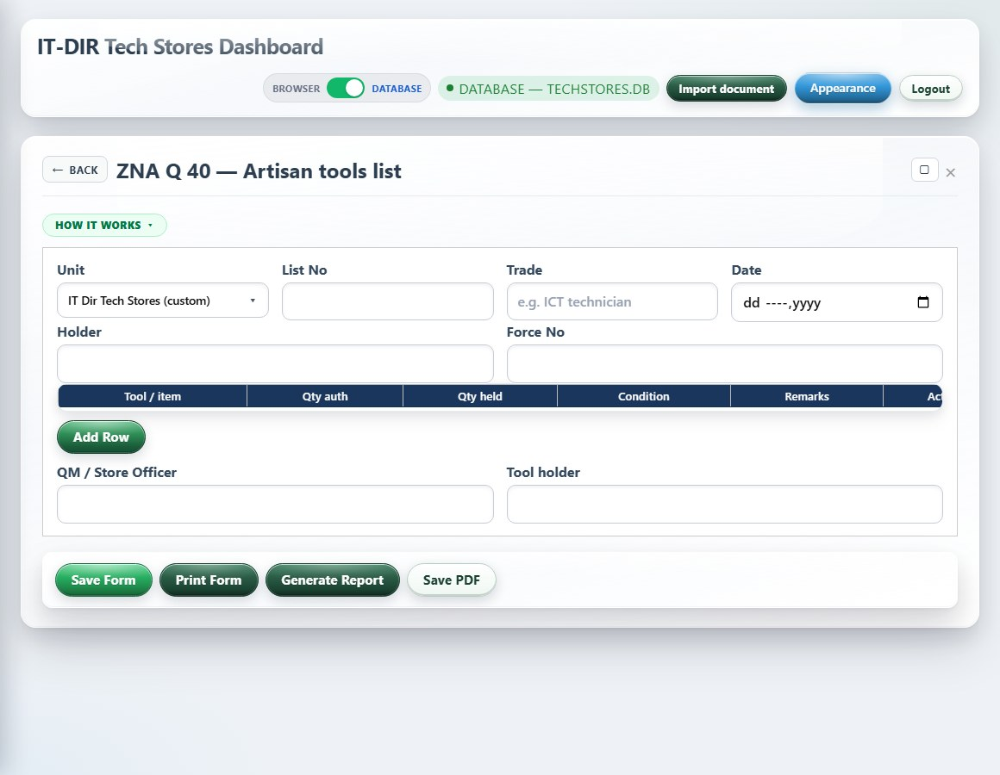 IT-DIR Tech Stores Dashboard
BROWSER DATABASE DATABASE — TECHSTORES.DB Import document Appearance Logout
← BACK ZNA Q 40 — Artisan tools list
HOW IT WORKS
Unit List No Trade Date
IT Dir Tech Stores (custom) e.g. ICT technician dd ----,yyyy
Holder Force No
Tool / item Qty auth Qty held Condition Remarks Act
Add Row
QM / Store Officer Tool holder
Save Form Print Form Generate Report Save PDF